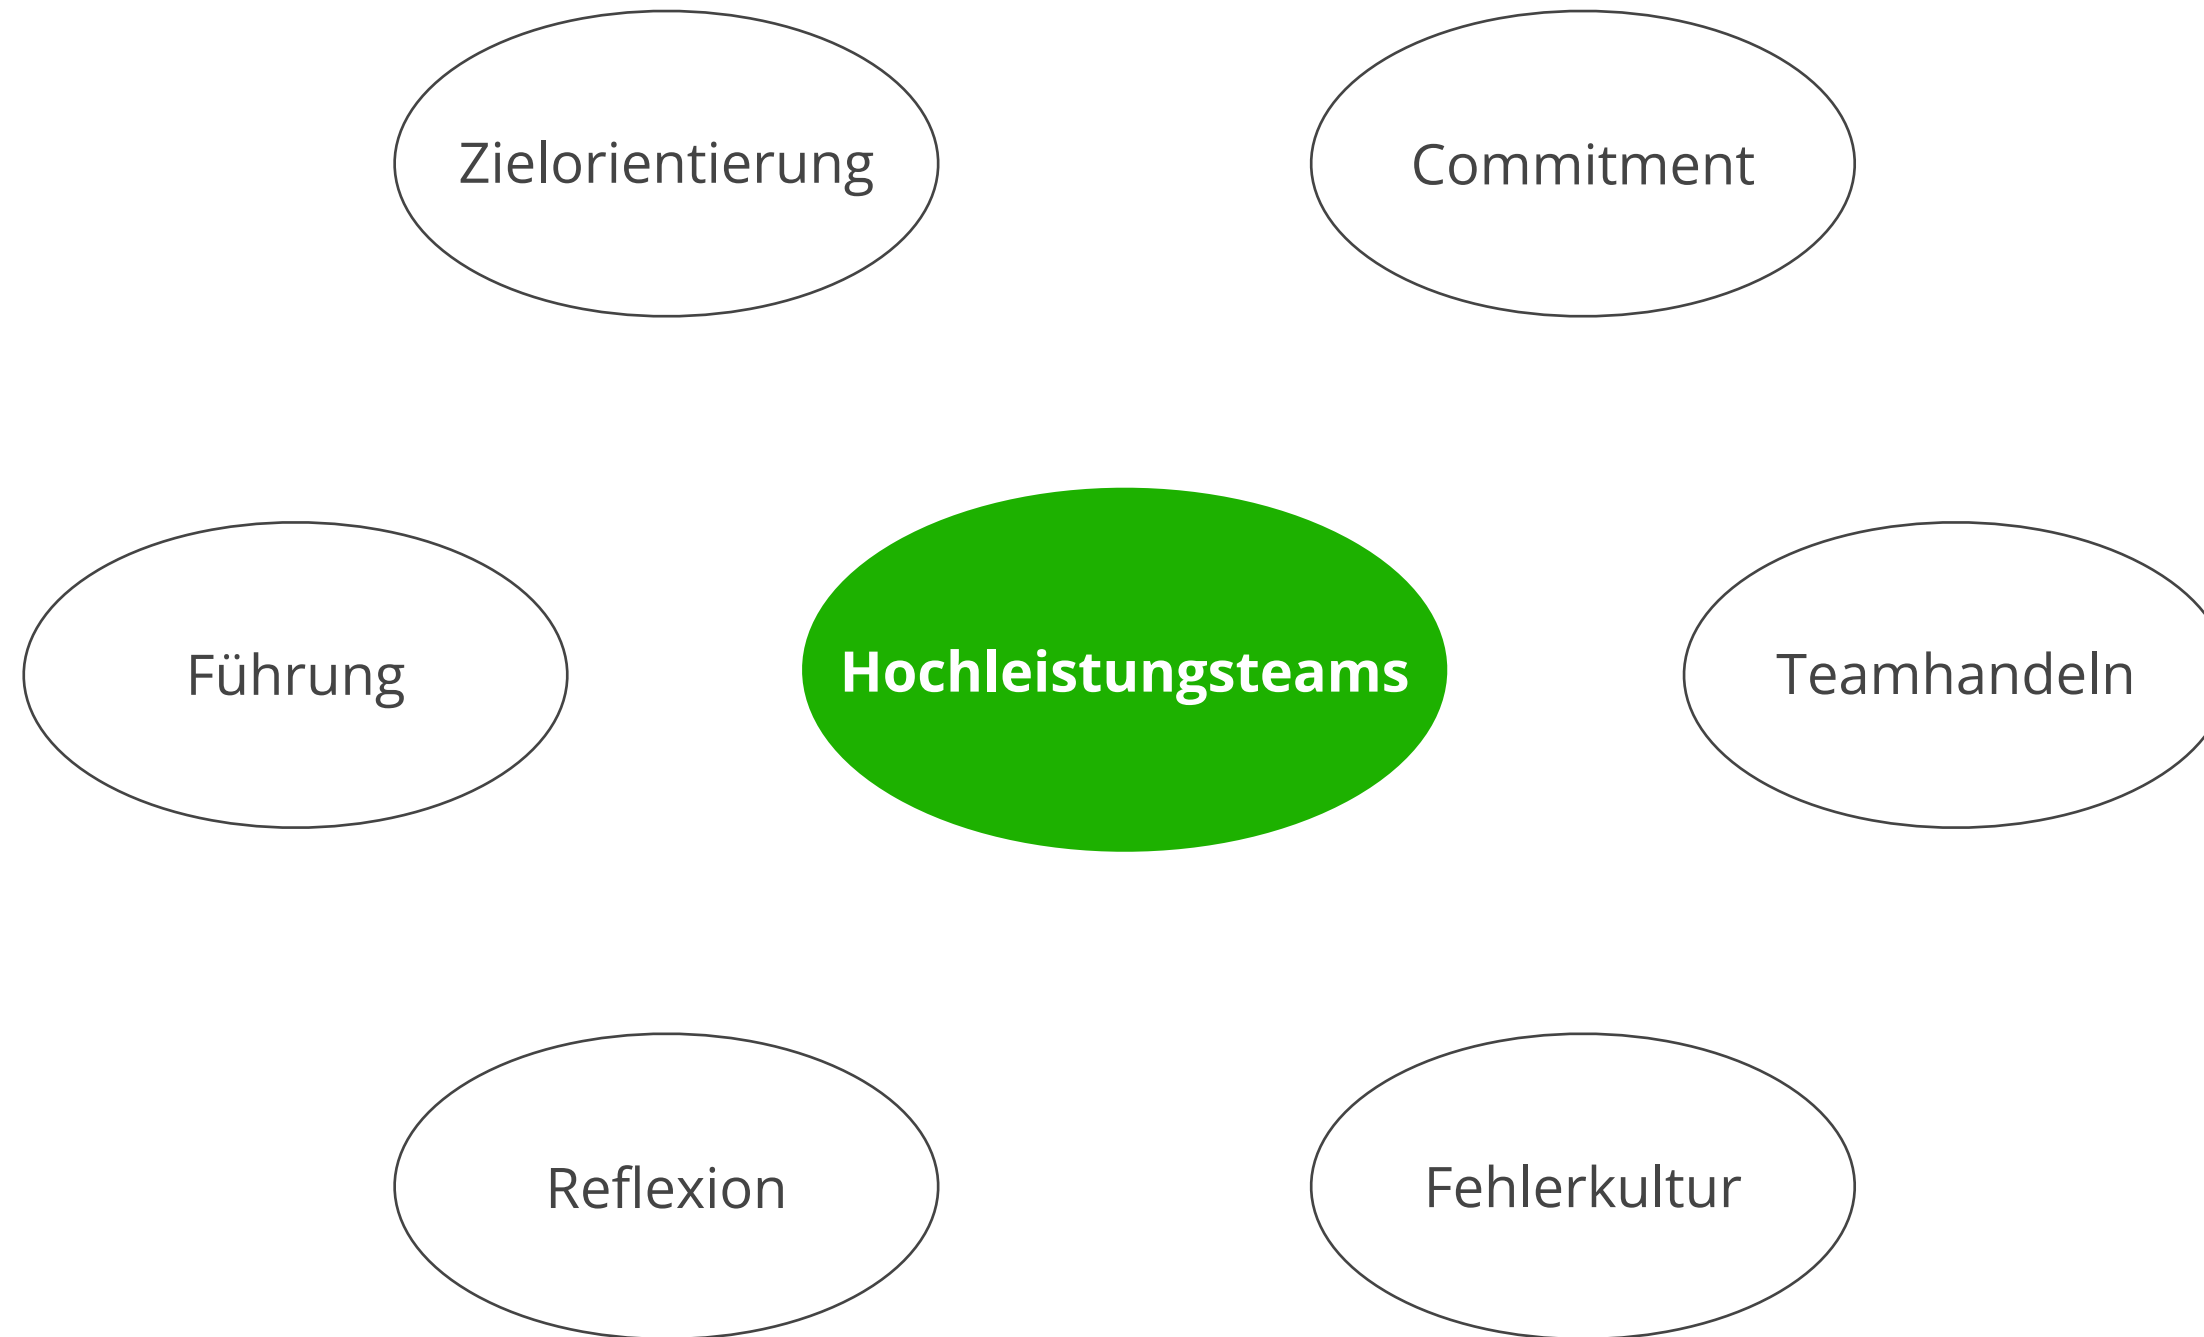 Zielorientierung
Commitment
Führung
Hochleistungsteams
Teamhandeln
Reflexion
Fehlerkultur